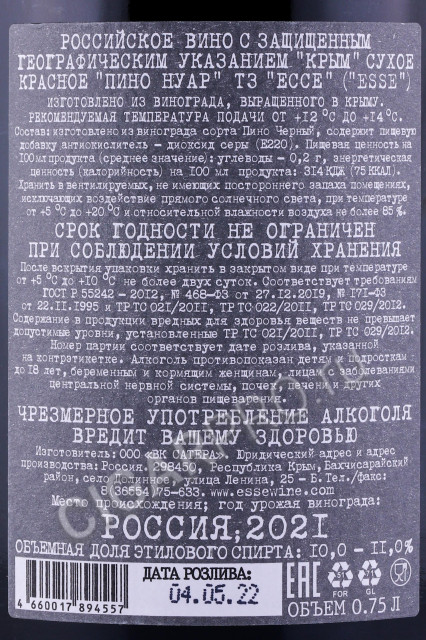 РОССИЙСКОЕ ВИНО С ЗАЩИЩЕННЫМ
ГЕОГРАФИЧЕСКИМ УКАЗАНИЕМ "КРЫМ" СУХОЕ
КРАСНОЕ "ПИНО НУАР" ТЗ "ЕССЕ" ("ESSE")
ИЗГОТОВЛЕНО ИЗ ВИНОГРАДА, ВЫРАЩЕННОГО В КРЫМУ.
РЕКОМЕНДУЕМАЯ ТЕМПЕРАТУРА ПОДАЧИ ОТ +12 °С ДО +14 °С.
Состав: изготовлено из винограда сорта Пино Черный, содержит пищевую
добавку антиокислитель - диоксид серы (Е220). Пищевая ценность на
100 мл продукта (среднее значение): углеводы - 0,2 г, энергетическая
ценность (калорийность) на 100 мл продукта: 314 КДЖ (75 ККАЛ).
Хранить в вентилируемых, не имеющих постороннего запаха помещениях,
исключающих воздействие прямого солнечного света, при температуре
от +5 °С до +20 °С и относительной влажности воздуха не более 85 %.
СРОК ГОДНОСТИ НЕ ОГРАНИЧЕН
ПРИ СОБЛЮДЕНИИ УСЛОВИЙ ХРАНЕНИЯ
После вскрытия упаковки хранить в закрытом виде при температуре
от +5 °С до +10 °С не более двух суток. Соответствует требованиям
ГОСТ Р 55242 - 2012, № 468-ФЗ от 27.12.2019, № 171-ФЗ
от 22.11.1995 и ТР ТС 021/2011, ТР ТС 022/2011, ТР ТС 029/2012.
Содержание в продукции вредных для здоровья веществ не превышает
допустимые уровни, установленные ТР ТС 021/2011, ТР ТС 029/2012.
Номер партии соответствует дате розлива, указанной
на контрэтикетке. Алкоголь противопоказан детям и подросткам
до 18 лет, беременным и кормящим женщинам, лицам с заболеваниями
центральной нервной системы, почек, печени и других
органов пищеварения.
ЧРЕЗМЕРНОЕ УПОТРЕБЛЕНИЕ АЛКОГОЛЯ
ВРЕДИТ ВАШЕМУ ЗДОРОВЬЮ
Изготовитель: ООО «ВК САТЕРА». Юридический адрес и адрес
производства: Россия, 298450, Республика Крым, Бахчисарайский
район, село Долинное, улица Ленина, 25 - Б. Тел./факс:
8(36554)75-633. www.essewine.com.
Место происхождения; год урожая винограда:
РОССИЯ; 2021
ОБЪЕМНАЯ ДОЛЯ ЭТИЛОВОГО СПИРТА: 10,0 - 11,0%
ДАТА РОЗЛИВА:
04.05.22
4 660017 894557
EAC
FOR
GL
ОБЪЕМ 0.75 Л